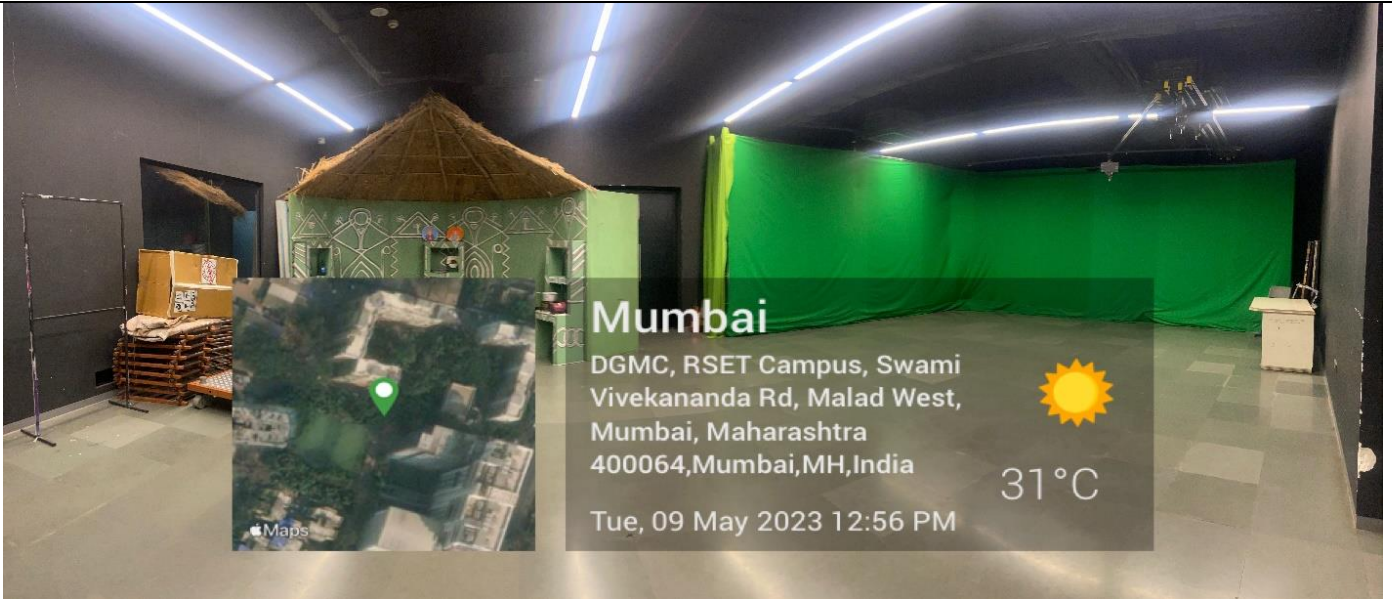 Mumbai
DGMC, RSET Campus, Swami
Vivekananda Rd, Malad West,
Mumbai, Maharashtra
400064,Mumbai,MH,India
31°C
Tue, 09 May 2023 12:56 PM
Maps